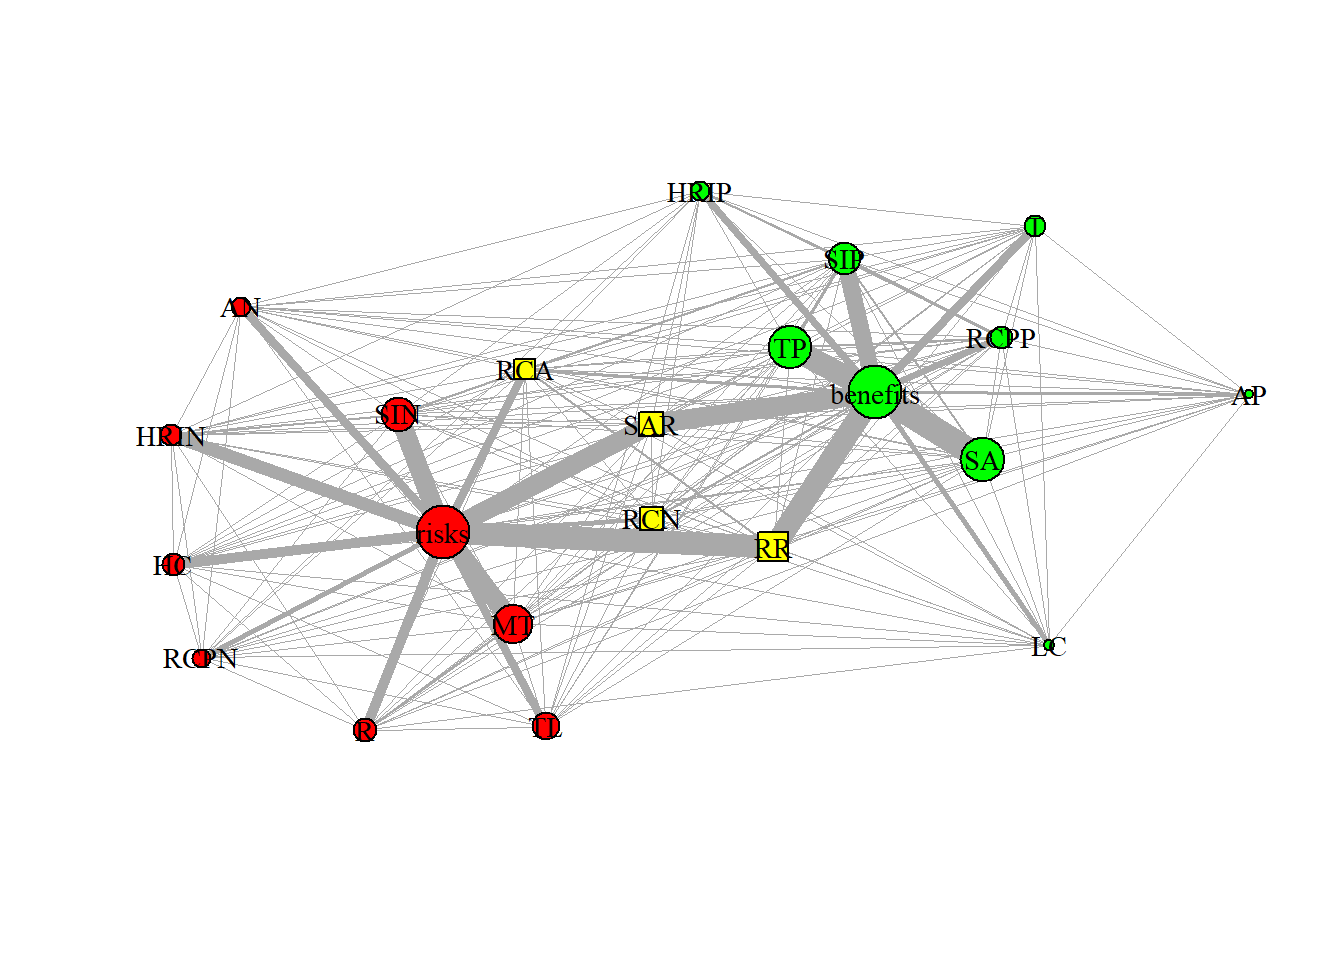 HRIP
I
SIP
AN
RCPP
TP
RCA
benefits
AP
SIN
SAR
HRIN
SA
RCN
risks
RR
HC
MT
LC
RCPN
TL
R